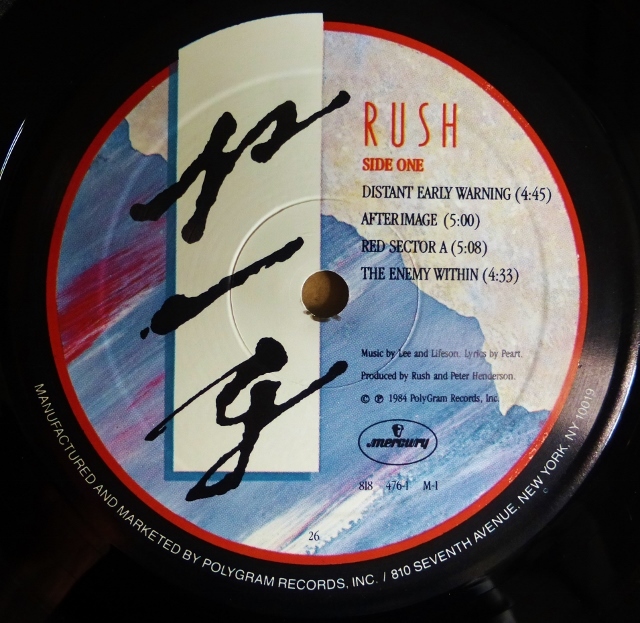 RUSH
SIDE ONE
DISTANT EARLY WARNING (4:45)
AFTERIMAGE (5:00)
RED SECTOR A (5:08)
THE ENEMY WITHIN (4:33)
Music by Lee and Lifeson. Lyrics by Peart.
Produced by Rush and Peter Henderson.
© ℗ 1984 PolyGram Records, Inc.
mercury
818 476-1 M-1
26
MANUFACTURED AND MARKETED BY POLYGRAM RECORDS, INC. / 810 SEVENTH AVENUE, NEW YORK, NY 10019